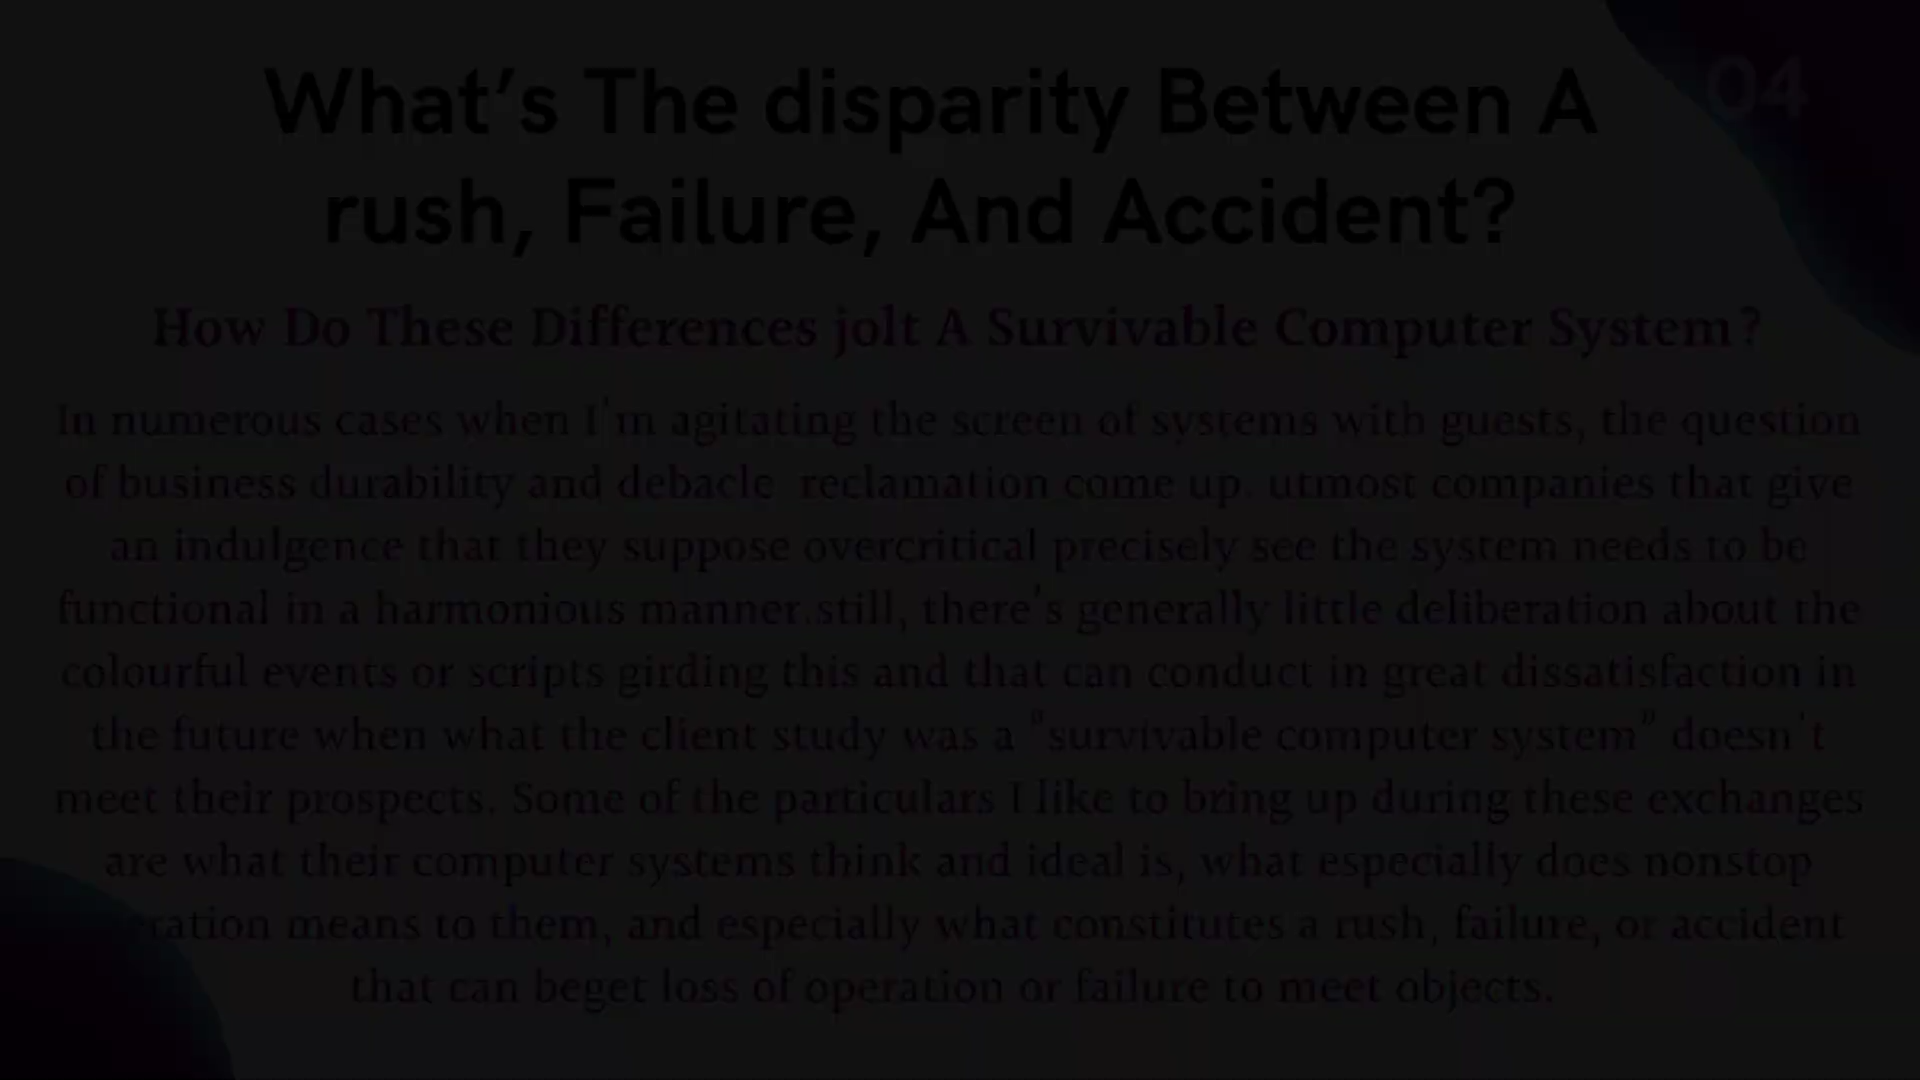 04
What's The disparity Between A
rush, Failure, And Accident?
How Do These Differences jolt A Survivable Computer System?
In numerous cases when I'm agitating the screen of systems with guests, the question
of business durability and debacle reclamation come up. utmost companies that give
an indulgence that they suppose overcritical precisely see the system needs to be
functional in a harmonious manner.still, there's generally little deliberation about the
colourful events or scripts girding this and that can conduct in great dissatisfaction in
the future when what the client study was a "survivable computer system" doesn't
meet their prospects. Some of the particulars I like to bring up during these exchanges
are what their computer systems think and ideal is, what especially does nonstop
ration means to them, and especially what constitutes a rush, failure, or accident
that can beget loss of operation or failure to meet objects.